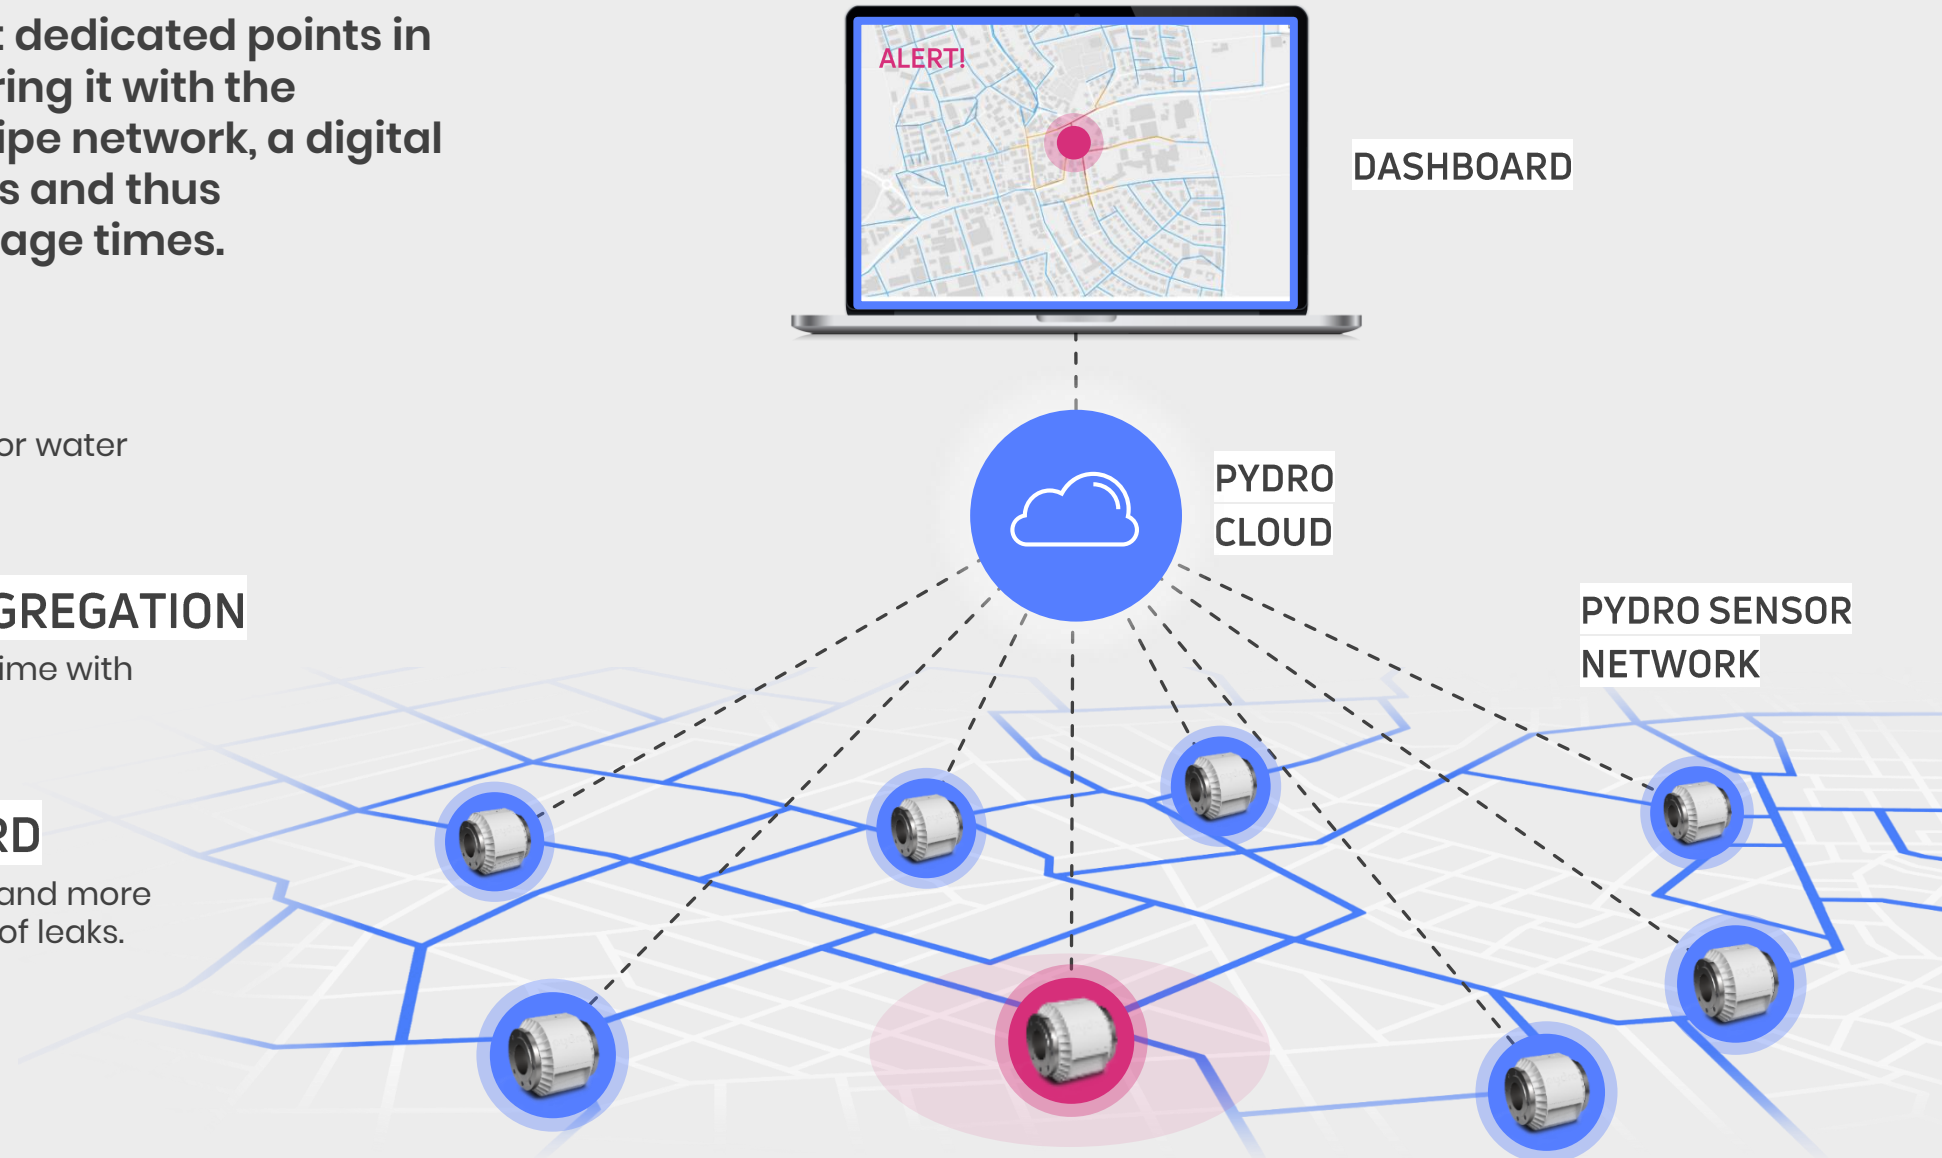 dedicated points in
ring it with the
ipe network, a digital
s and thus
age times.
or water
GREGATION
ime with
RD
and more
of leaks.
ALERT!
DASHBOARD
PYDRO
CLOUD
PYDRO SENSOR
NETWORK